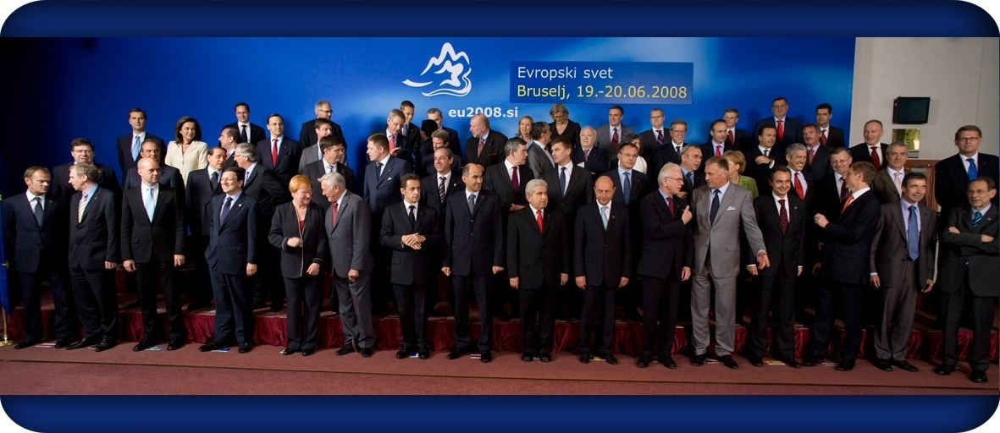 Evropski svet
Bruselj, 19.-20.06.2008
eu2008.si